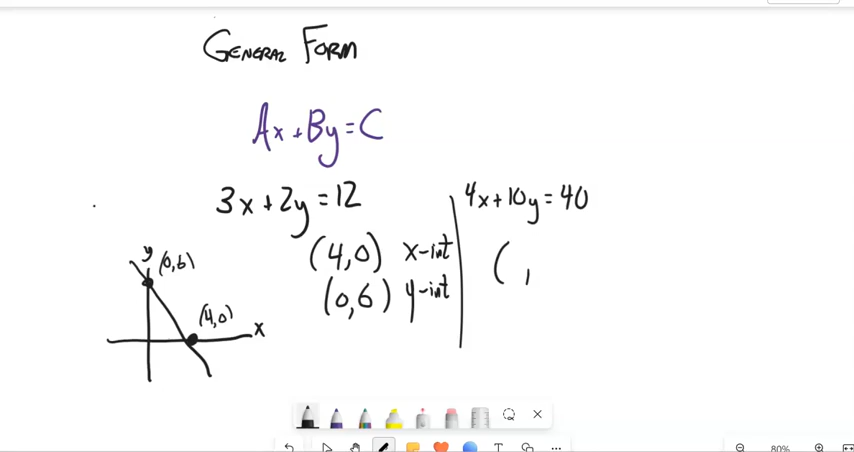 GENERAL FORM
Ax+By=C
3x+2y=12
(4,0) x-int
(0,6) y-int
4x+10y=40
( ,
y
(0,6)
(4,0)
x
80%